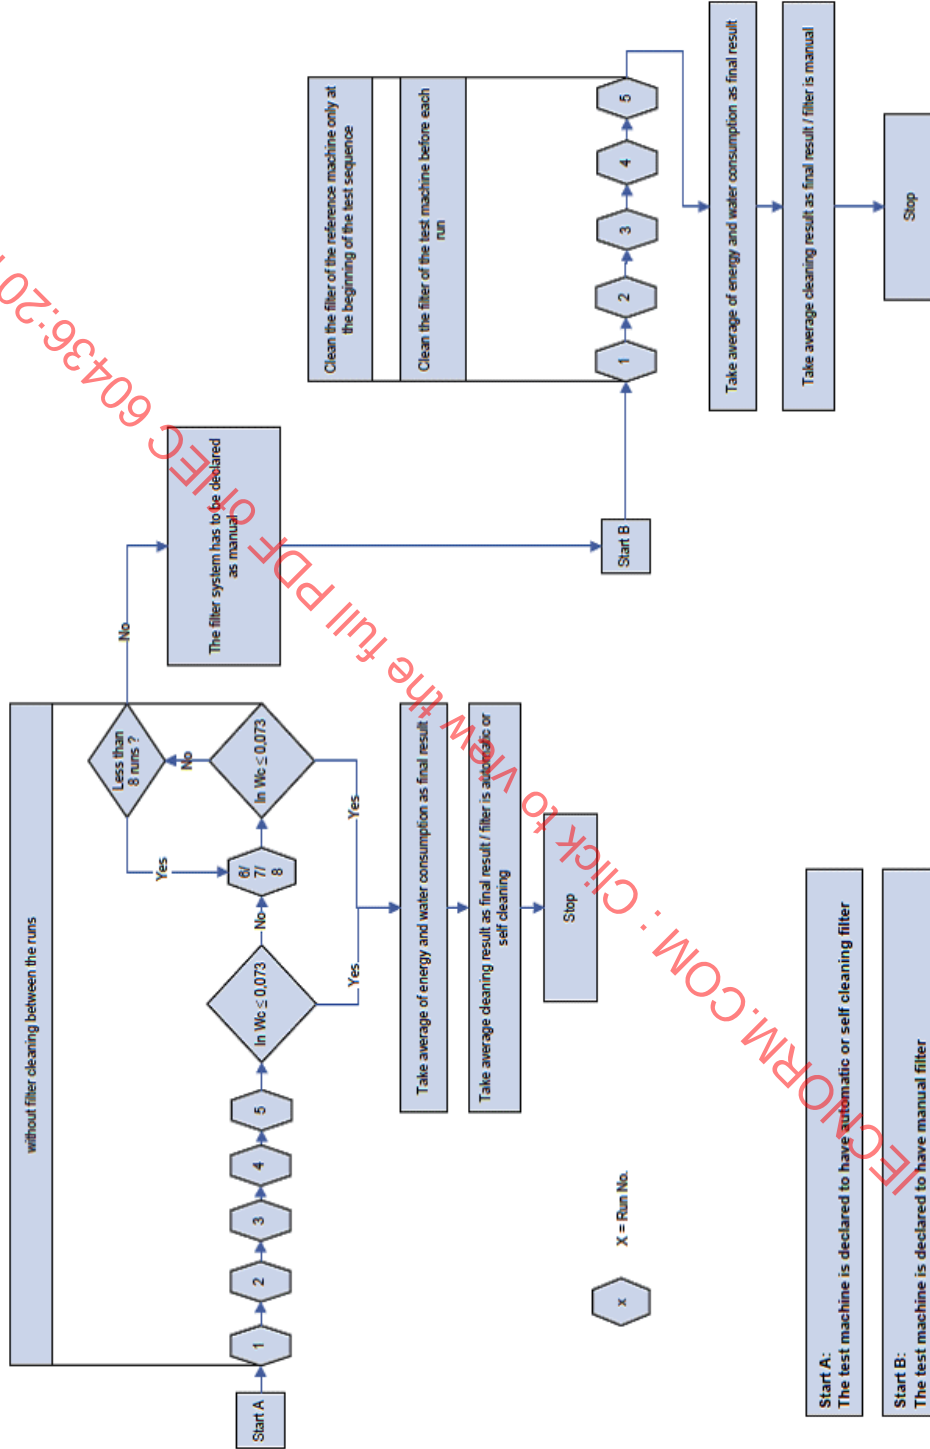 without filter cleaning between the runs
Start A
1
2
3
4
5
ln Wc ≤ 0,073
No
6/
7/
8
ln Wc ≤ 0,073
No
Less than
8 runs ?
Yes
No
Yes
Yes
Take average of energy and water consumption as final result
Take average cleaning result as final result / filter is automatic or
self cleaning
Stop
The filter system has to be declared
as manual
Start B
Clean the filter of the reference machine only at
the beginning of the test sequence
Clean the filter of the test machine before each
run
1
2
3
4
5
Take average of energy and water consumption as final result
Take average cleaning result as final result / filter is manual
Stop
x
X = Run No.
Start A:
The test machine is declared to have automatic or self cleaning filter
Start B:
The test machine is declared to have manual filter
IECNORM.COM : Click to view the full PDF of IEC 60436:201